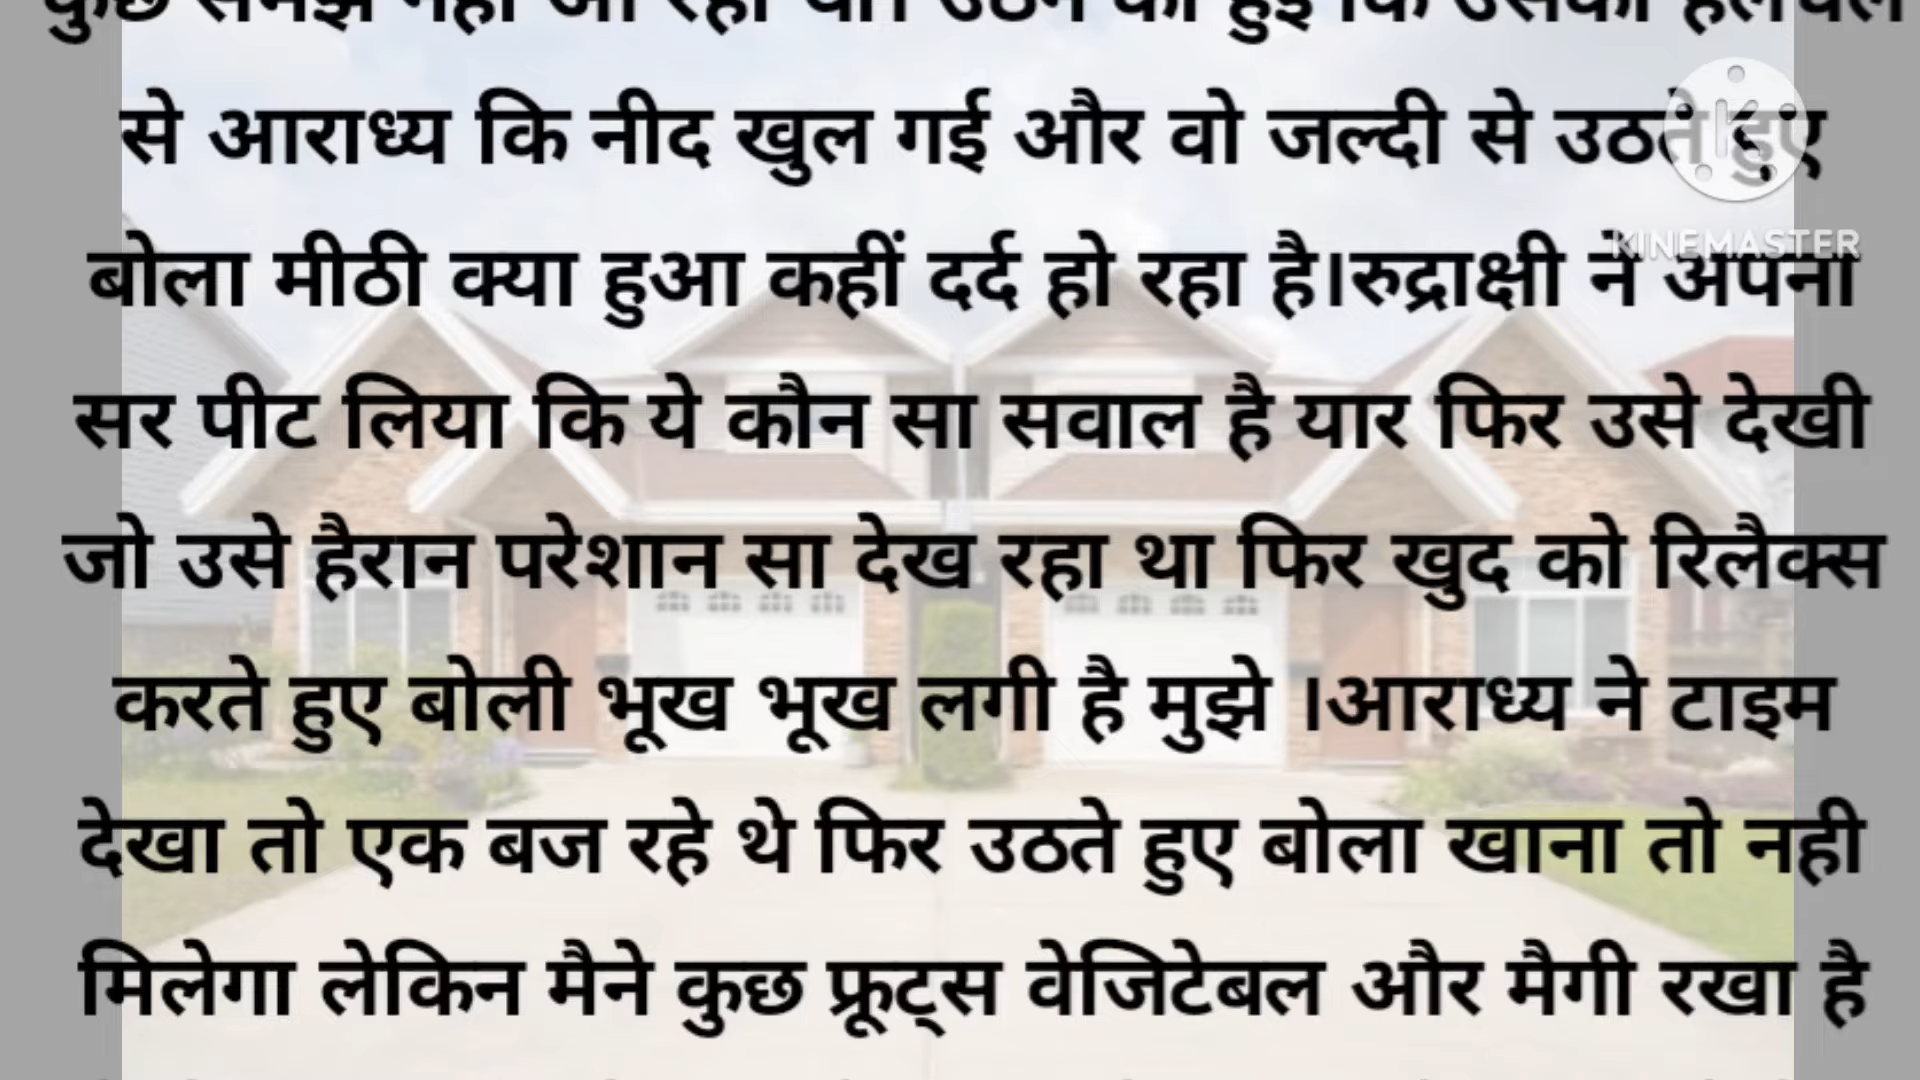 कुछ समझ नहीं आ रहा था। उठने को हुई कि उसकी हलचल
से आराध्य कि नीद खुल गई और वो जल्दी से उठते हुए
KINEMASTER
बोला मीठी क्या हुआ कहीं दर्द हो रहा है।रुद्राक्षी ने अपना
सर पीट लिया कि ये कौन सा सवाल है यार फिर उसे देखी
जो उसे हैरान परेशान सा देख रहा था फिर खुद को रिलैक्स
करते हुए बोली भूख भूख लगी है मुझे ।आराध्य ने टाइम
देखा तो एक बज रहे थे फिर उठते हुए बोला खाना तो नही
मिलेगा लेकिन मैने कुछ फ्रूट्स वेजिटेबल और मैगी रखा है